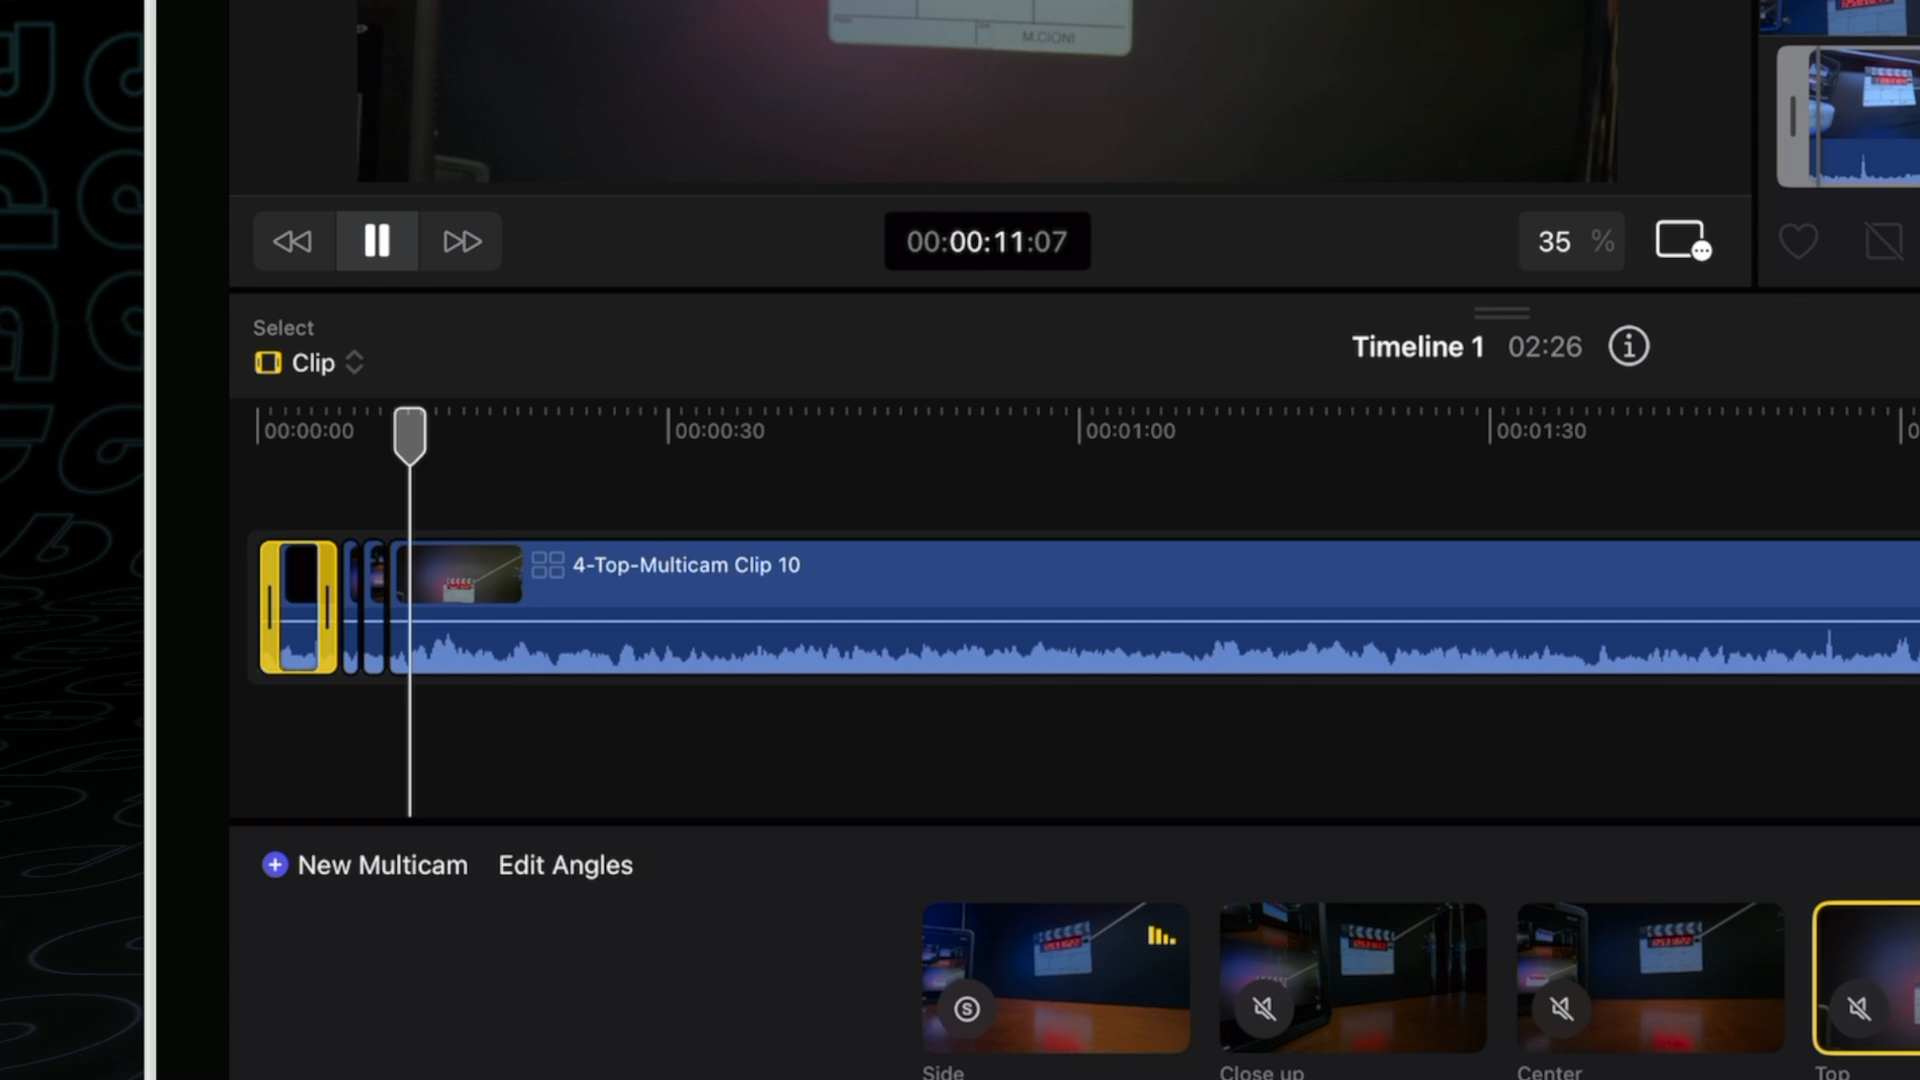 M.CIONI
00:00:11:07
35 %
Select
Clip
Timeline 1 02:26
00:00:00 00:00:30 00:01:00 00:01:30
4-Top-Multicam Clip 10
New Multicam Edit Angles
S
Side Close up Center Top